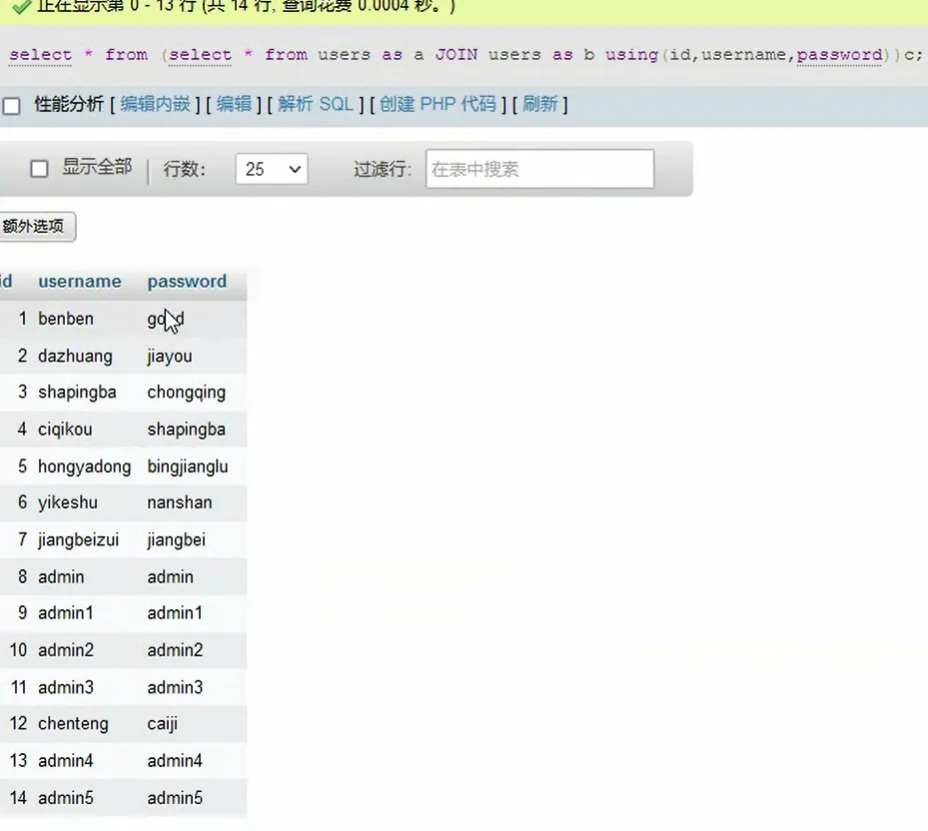 正在显示第 0 - 13 行 (共 14 行, 查询花费 0.0004 秒。)
select * from (select * from users as a JOIN users as b using(id,username,password))c;
性能分析 [ 编辑内嵌 ] [ 编辑 ] [ 解析 SQL ] [ 创建 PHP 代码 ] [ 刷新 ]
显示全部 行数: 25 过滤行: 在表中搜索
额外选项
id username password
1 benben
2 dazhuang jiayou
3 shapingba chongqing
4 ciqikou shapingba
5 hongyadong bingjianglu
6 yikeshu nanshan
7 jiangbeizui jiangbei
8 admin admin
9 admin1 admin1
10 admin2 admin2
11 admin3 admin3
12 chenteng caiji
13 admin4 admin4
14 admin5 admin5